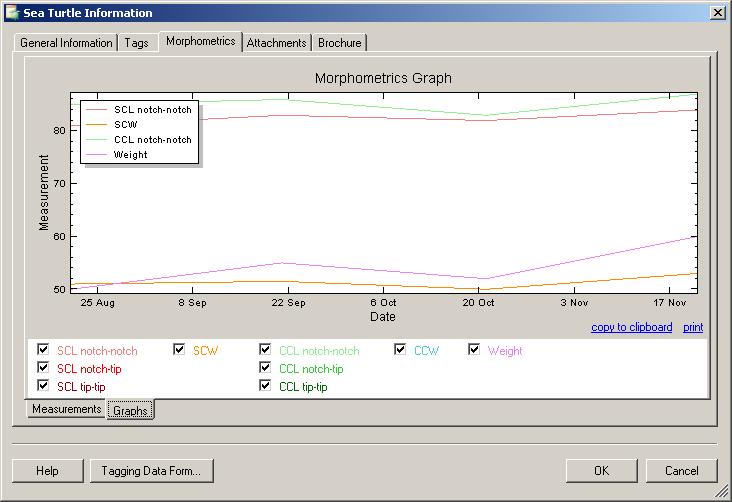 Sea Turtle Information
General Information Tags Morphometrics Attachments Brochure
Morphometrics Graph
SCL notch-notch
SCW
CCL notch-notch
Weight
80
70
60
50
Measurement
25 Aug 8 Sep 22 Sep 6 Oct 20 Oct 3 Nov 17 Nov
Date
copy to clipboard print
SCL notch-notch SCW CCL notch-notch CCW Weight
SCL notch-tip CCL notch-tip
SCL tip-tip CCL tip-tip
Measurements Graphs
Help Tagging Data Form... OK Cancel